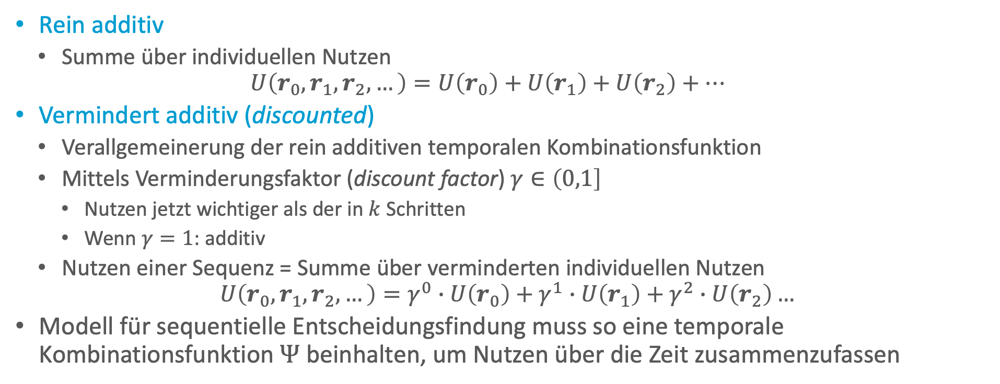 • Rein additiv
• Summe über individuellen Nutzen
U(r₀, r₁, r₂, … ) = U(r₀) + U(r₁) + U(r₂) + ⋯
• Vermindert additiv (discounted)
• Verallgemeinerung der rein additiven temporalen Kombinationsfunktion
• Mittels Verminderungsfaktor (discount factor) γ ∈ (0,1]
• Nutzen jetzt wichtiger als der in k Schritten
• Wenn γ = 1: additiv
• Nutzen einer Sequenz = Summe über verminderten individuellen Nutzen
U(r₀, r₁, r₂, … ) = γ⁰ · U(r₀) + γ¹ · U(r₁) + γ² · U(r₂) …
• Modell für sequentielle Entscheidungsfindung muss so eine temporale
Kombinationsfunktion Ψ beinhalten, um Nutzen über die Zeit zusammenzufassen